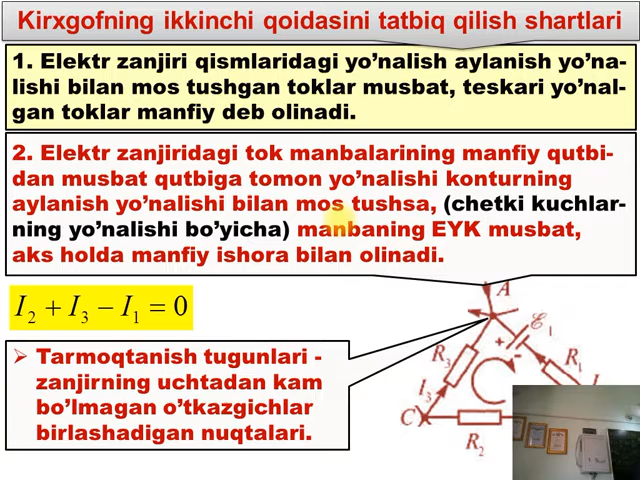 Kirxgofning ikkinchi qoidasini tatbiq qilish shartlari
1. Elektr zanjiri qismlaridagi yo’nalish aylanish yo’na-
lishi bilan mos tushgan toklar musbat, teskari yo’nal-
gan toklar manfiy deb olinadi.
2. Elektr zanjiridagi tok manbalarining manfiy qutbi-
dan musbat qutbiga tomon yo’nalishi konturning
aylanish yo’nalishi bilan mos tushsa, (chetki kuchlar-
ning yo’nalishi bo’yicha) manbaning EYK musbat,
aks holda manfiy ishora bilan olinadi.
I₂ + I₃ − I₁ = 0
➢ Tarmoqtanish tugunlari -
zanjirning uchtadan kam
bo’lmagan o’tkazgichlar
birlashadigan nuqtalari.
A
ℰ₁
+ -
R₃
R₁
I₃
C
R₂